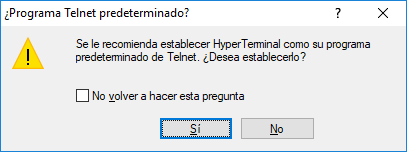 ¿Programa Telnet predeterminado?
Se le recomienda establecer HyperTerminal como su programa
predeterminado de Telnet. ¿Desea establecerlo?
No volver a hacer esta pregunta
Sí
No